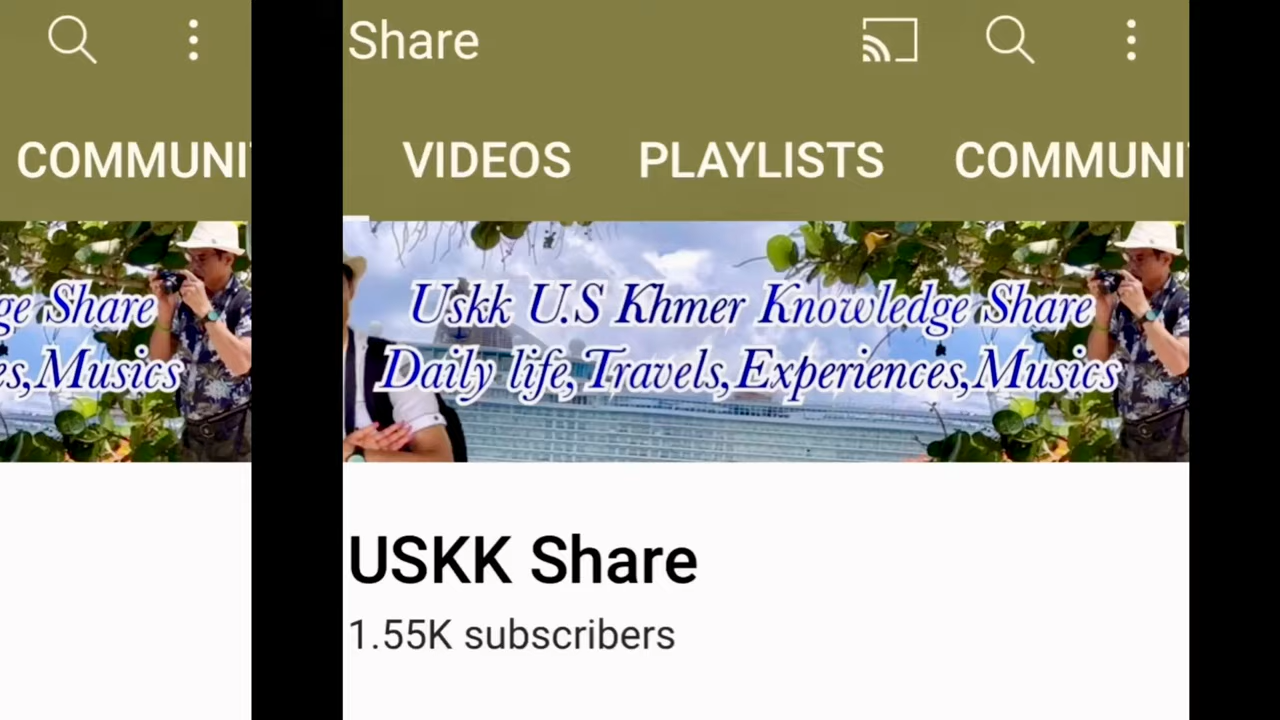 COMMUNI
ge Share
es,Musics
Share
VIDEOS PLAYLISTS COMMUNI
Uskk U.S Khmer Knowledge Share
Daily life,Travels,Experiences,Musics
USKK Share
1.55K subscribers